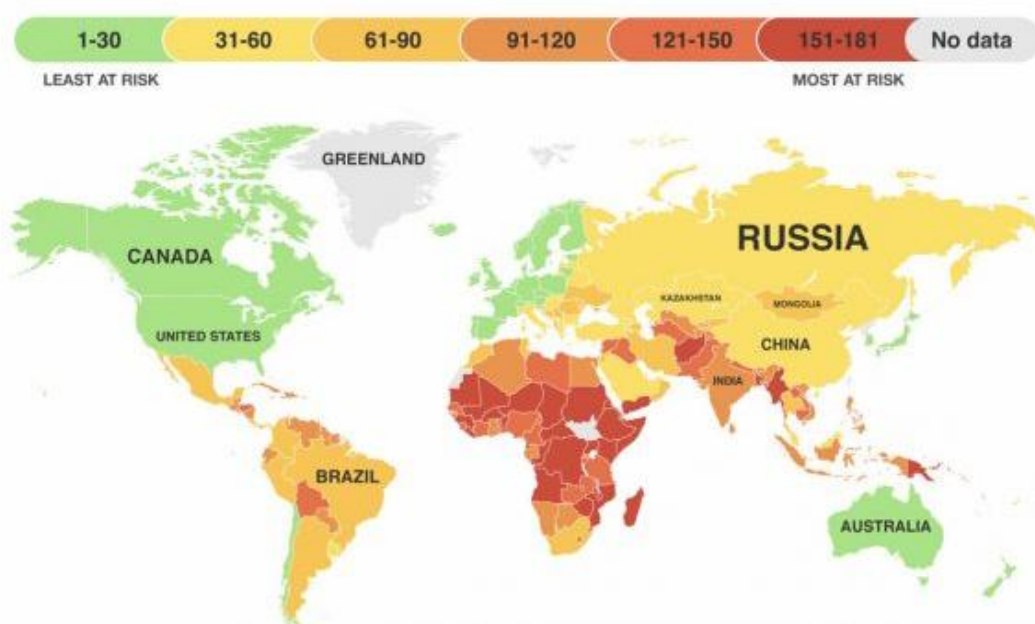 1-30 31-60 61-90 91-120 121-150 151-181 No data
LEAST AT RISK MOST AT RISK
GREENLAND
RUSSIA
CANADA
KAZAKHSTAN
MONGOLIA
UNITED STATES
CHINA
INDIA
BRAZIL
AUSTRALIA